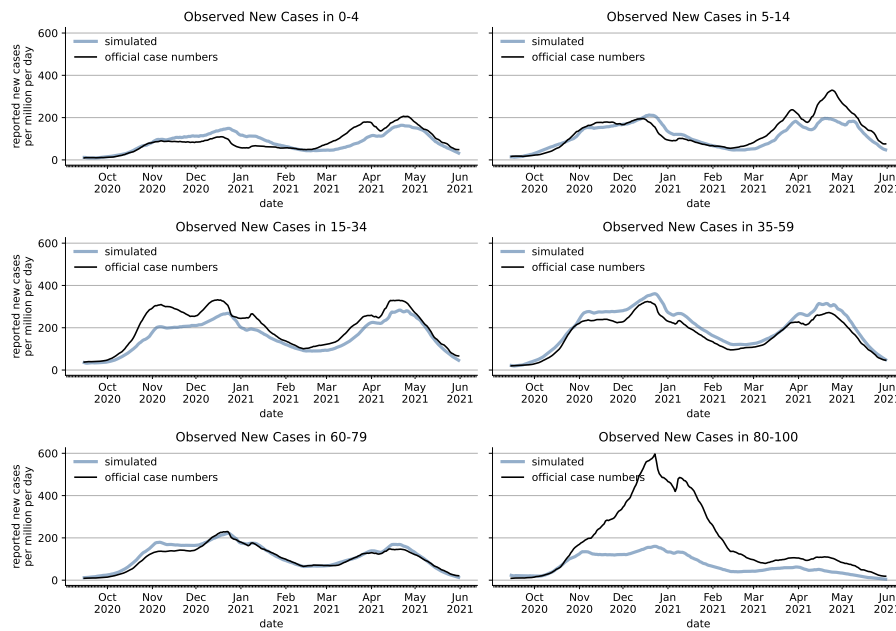 Observed New Cases in 0-4
reported new cases
per million per day
600
400
200
0
simulated
official case numbers
Oct Nov Dec Jan Feb Mar Apr May Jun
2020 2020 2020 2021 2021 2021 2021 2021 2021
date
Observed New Cases in 5-14
simulated
official case numbers
Oct Nov Dec Jan Feb Mar Apr May Jun
2020 2020 2020 2021 2021 2021 2021 2021 202
date
Observed New Cases in 15-34
reported new cases
per million per day
600
400
200
0
simulated
official case numbers
Oct Nov Dec Jan Feb Mar Apr May Jun
2020 2020 2020 2021 2021 2021 2021 2021 2021
date
Observed New Cases in 35-59
simulated
official case numbers
Oct Nov Dec Jan Feb Mar Apr May Jun
2020 2020 2020 2021 2021 2021 2021 2021 202
date
Observed New Cases in 60-79
reported new cases
per million per day
600
400
200
0
simulated
official case numbers
Oct Nov Dec Jan Feb Mar Apr May Jun
2020 2020 2020 2021 2021 2021 2021 2021 2021
date
Observed New Cases in 80-100
simulated
official case numbers
Oct Nov Dec Jan Feb Mar Apr May Jun
2020 2020 2020 2021 2021 2021 2021 2021 202
date